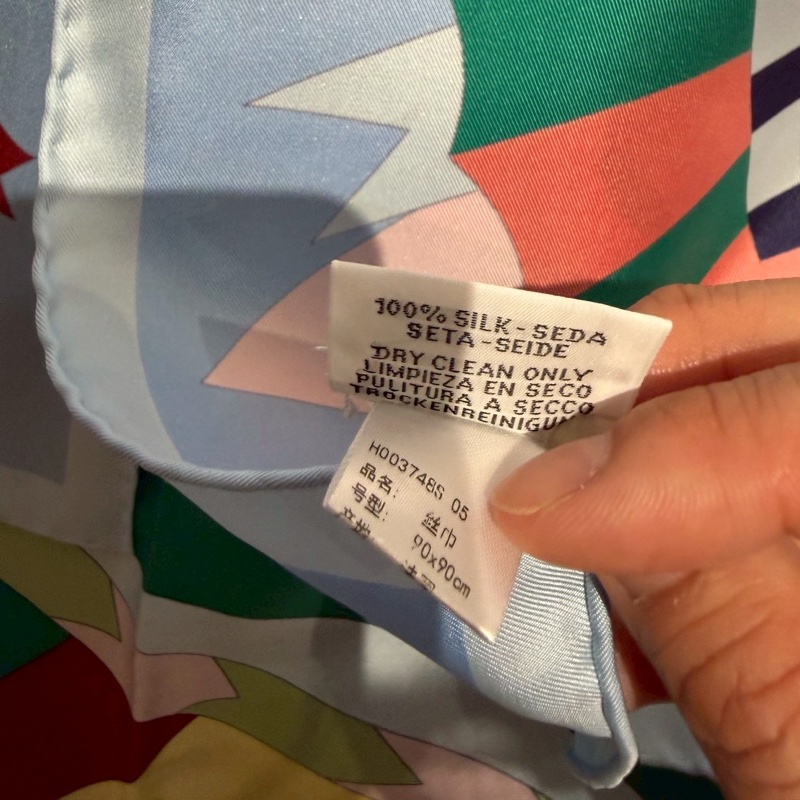 100% SILK - SEDA
SETA - SEIDE
DRY CLEAN ONLY
LIMPIEZA EN SECO
PULITURA A SECCO
H003748S 05
品名: 丝巾
号型: 90x90cm